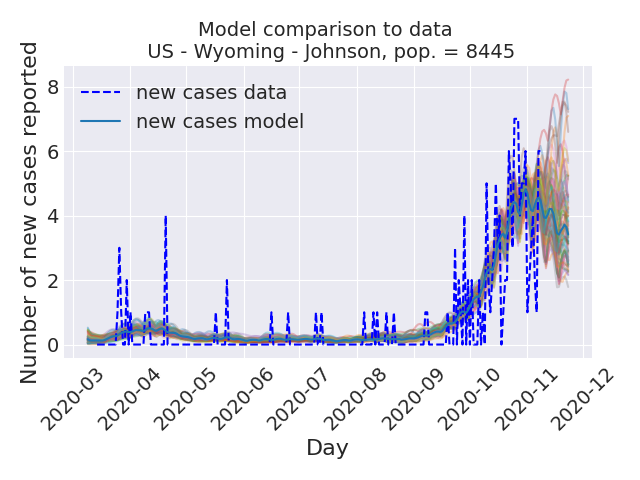 Model comparison to data
US - Wyoming - Johnson, pop. = 8445
Number of new cases reported
8
6
4
2
0
new cases data
new cases model
2020-03
2020-04
2020-05
2020-06
2020-07
2020-08
2020-09
2020-10
2020-11
2020-12
Day